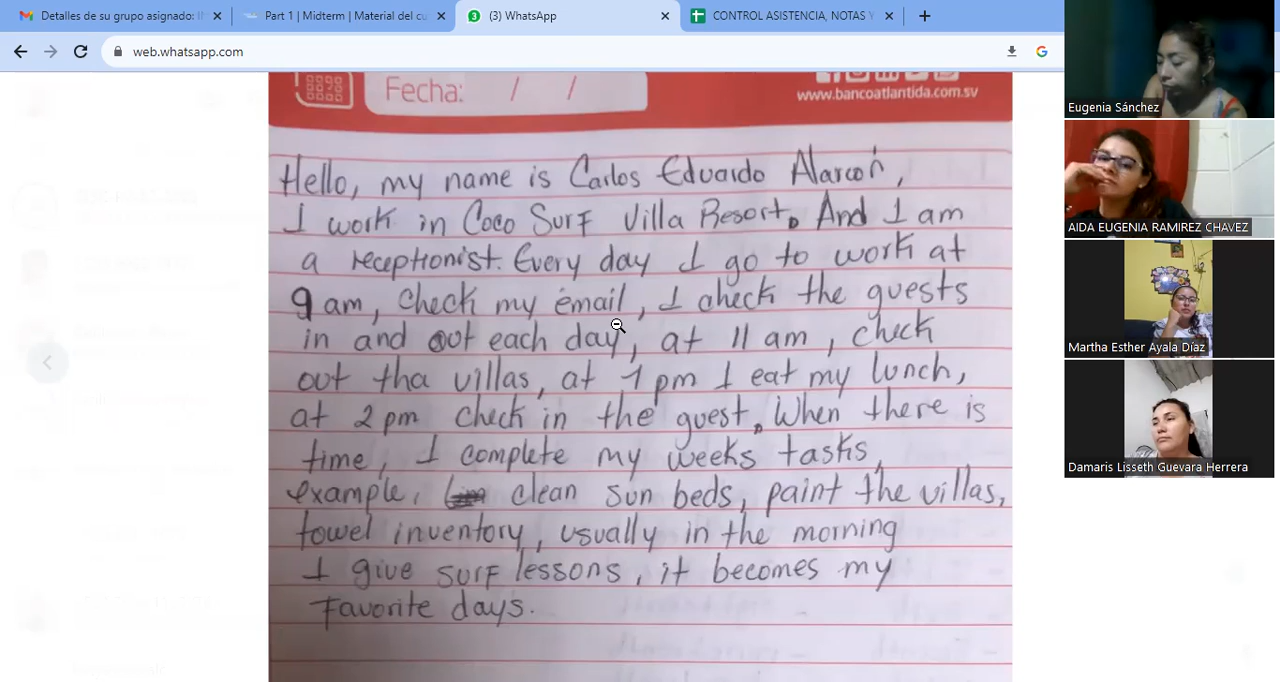 Detalles de su grupo asignado: I
Part 1 | Midterm | Material del cu
(3) WhatsApp
CONTROL ASISTENCIA, NOTAS Y
web.whatsapp.com
Fecha: / /
www.bancoatlantida.com.sv
Hello, my name is Carlos Eduardo Alarcón,
I work in Coco Surf Villa Resort. And I am
a receptionist. Every day I go to work at
9 am, check my email, I check the guests
in and out each day, at 11 am, check
out tha villas, at 1 pm I eat my lunch,
at 2 pm check in the guest. When there is
time, I complete my weeks tasks,
example, clean sun beds, paint the villas,
towel inventory, usually in the morning
I give surf lessons, it becomes my
Favorite days.
Eugenia Sánchez
AIDA EUGENIA RAMIREZ CHAVEZ
Martha Esther Ayala Díaz
Damaris Lisseth Guevara Herrera